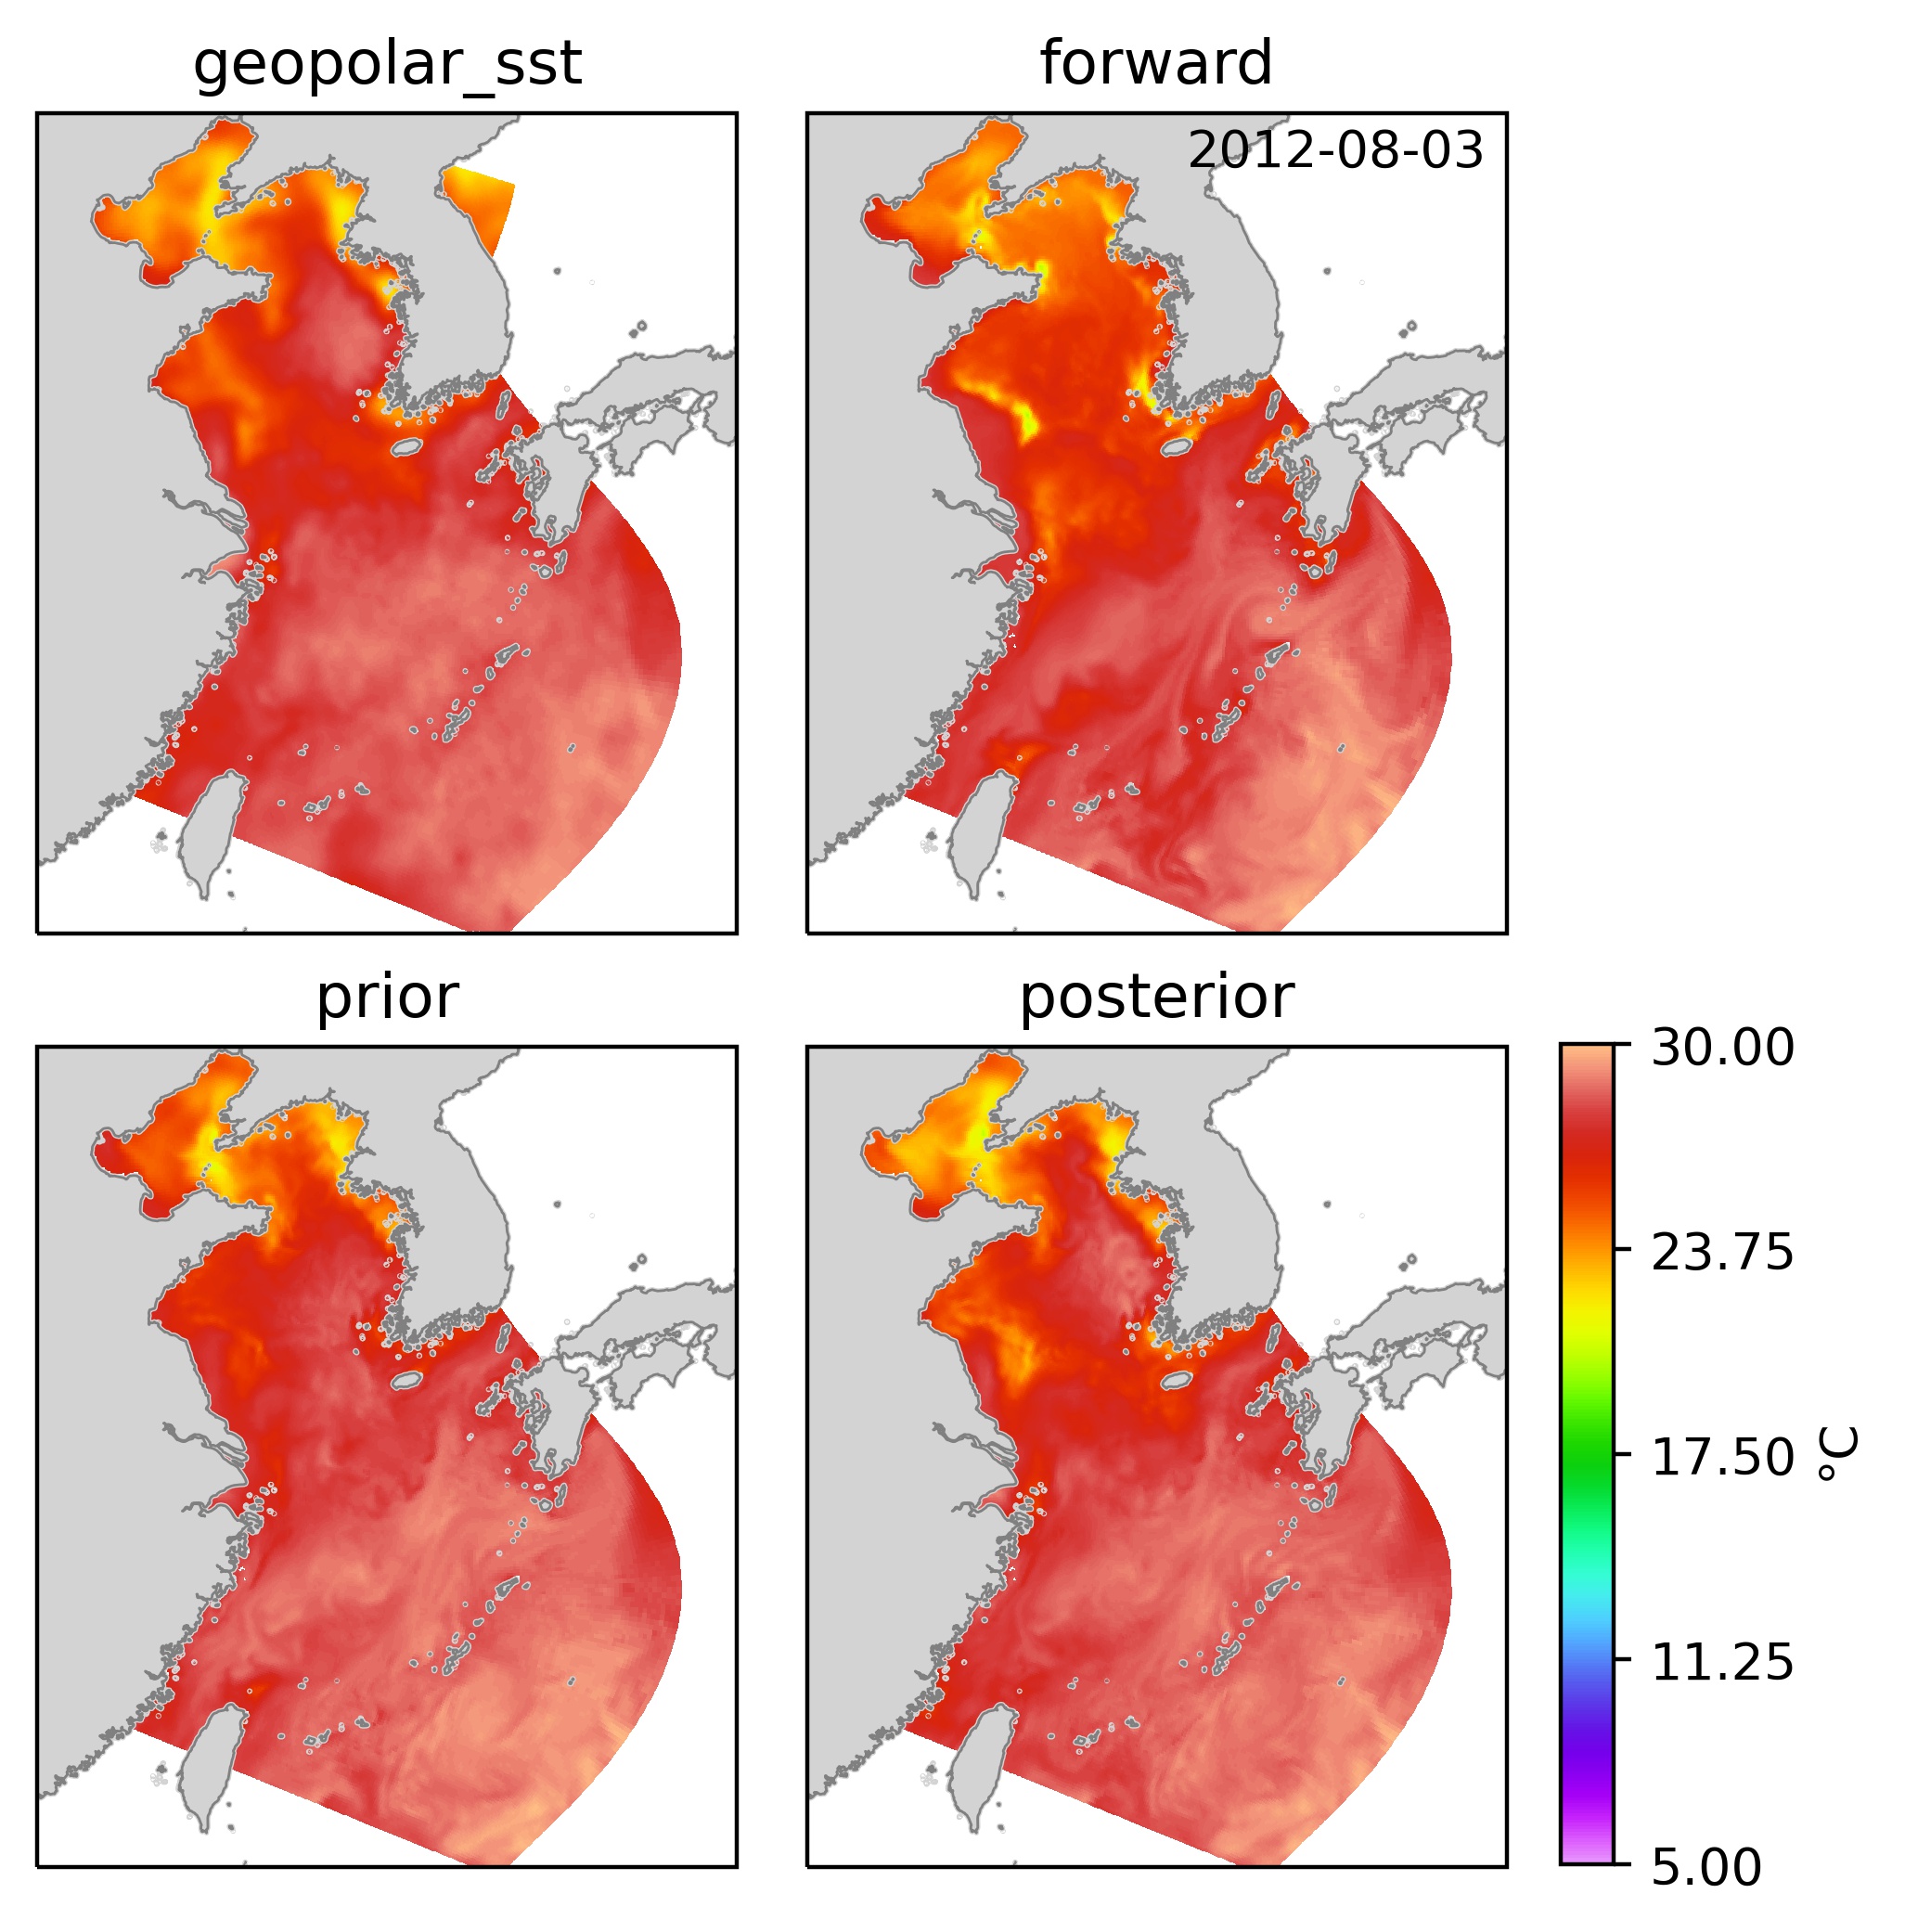 geopolar_sst
forward
2012-08-03
prior
posterior
30.00
23.75
17.50
11.25
5.00
°C